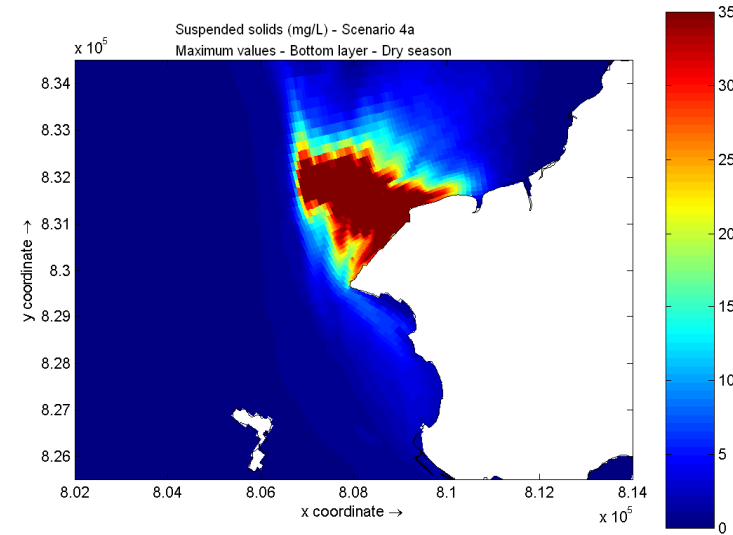 Suspended solids (mg/L) - Scenario 4a
Maximum values - Bottom layer - Dry season
x 10^5
8.34
8.33
8.32
8.31
8.3
8.29
8.28
8.27
8.26
y coordinate →
8.02 8.04 8.06 8.08 8.1 8.12 8.14
x coordinate →
x 10^5
35
30
25
20
15
10
5
0